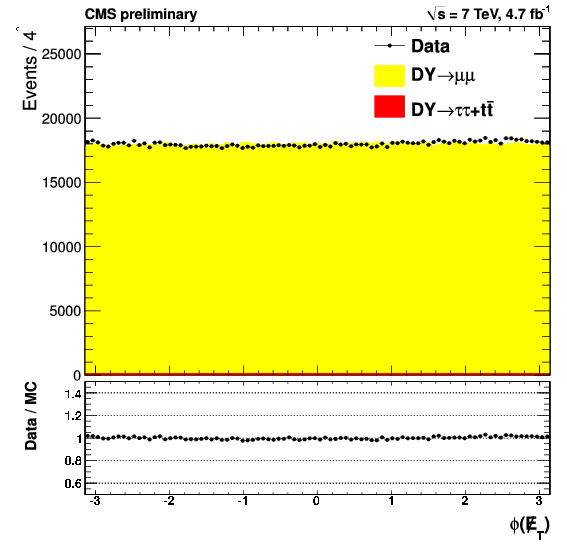 CMS preliminary
√s = 7 TeV, 4.7 fb⁻¹
Events / 4
25000
20000
15000
10000
5000
0
Data
DY→μμ
DY→ττ+tt̄
Data / MC
1.4
1.2
1
0.8
0.6
-3 -2 -1 0 1 2 3
ϕ(E̸_T)